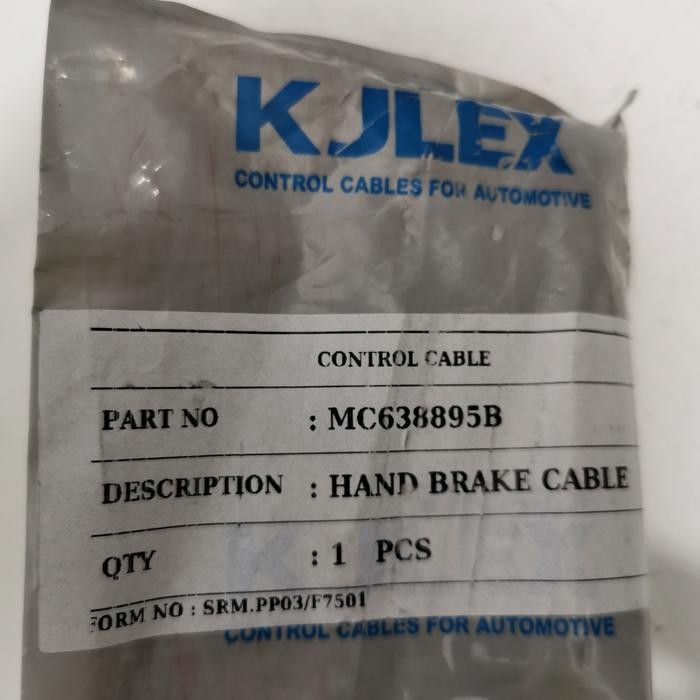 KJLEX
CONTROL CABLES FOR AUTOMOTIVE
CONTROL CABLE
PART NO : MC638895B
DESCRIPTION : HAND BRAKE CABLE
QTY : 1 PCS
FORM NO : SRM.PP03/F7501
CONTROL CABLES FOR AUTOMOTIVE